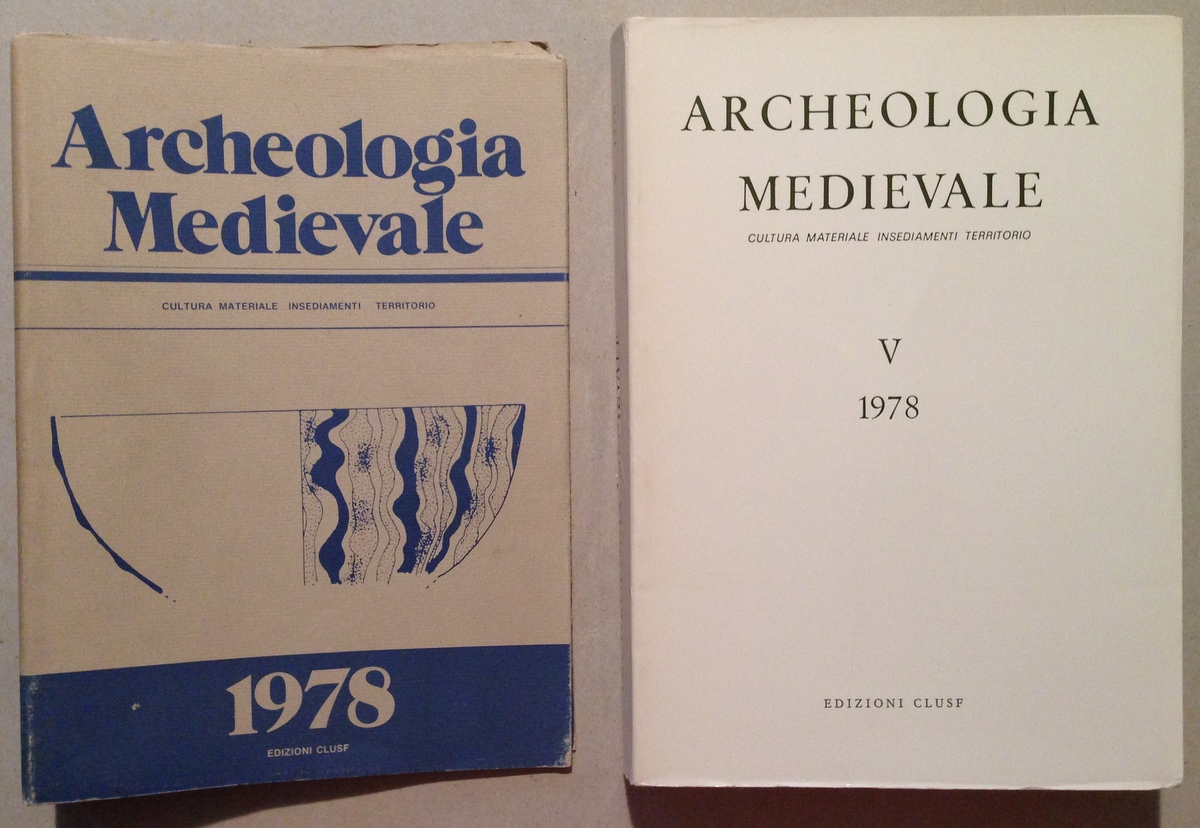 Archeologia
Medievale
CULTURA MATERIALE INSEDIAMENTI TERRITORIO
1978
EDIZIONI CLUSF
ARCHEOLOGIA
MEDIEVALE
CULTURA MATERIALE INSEDIAMENTI TERRITORIO
V
1978
EDIZIONI CLUSF